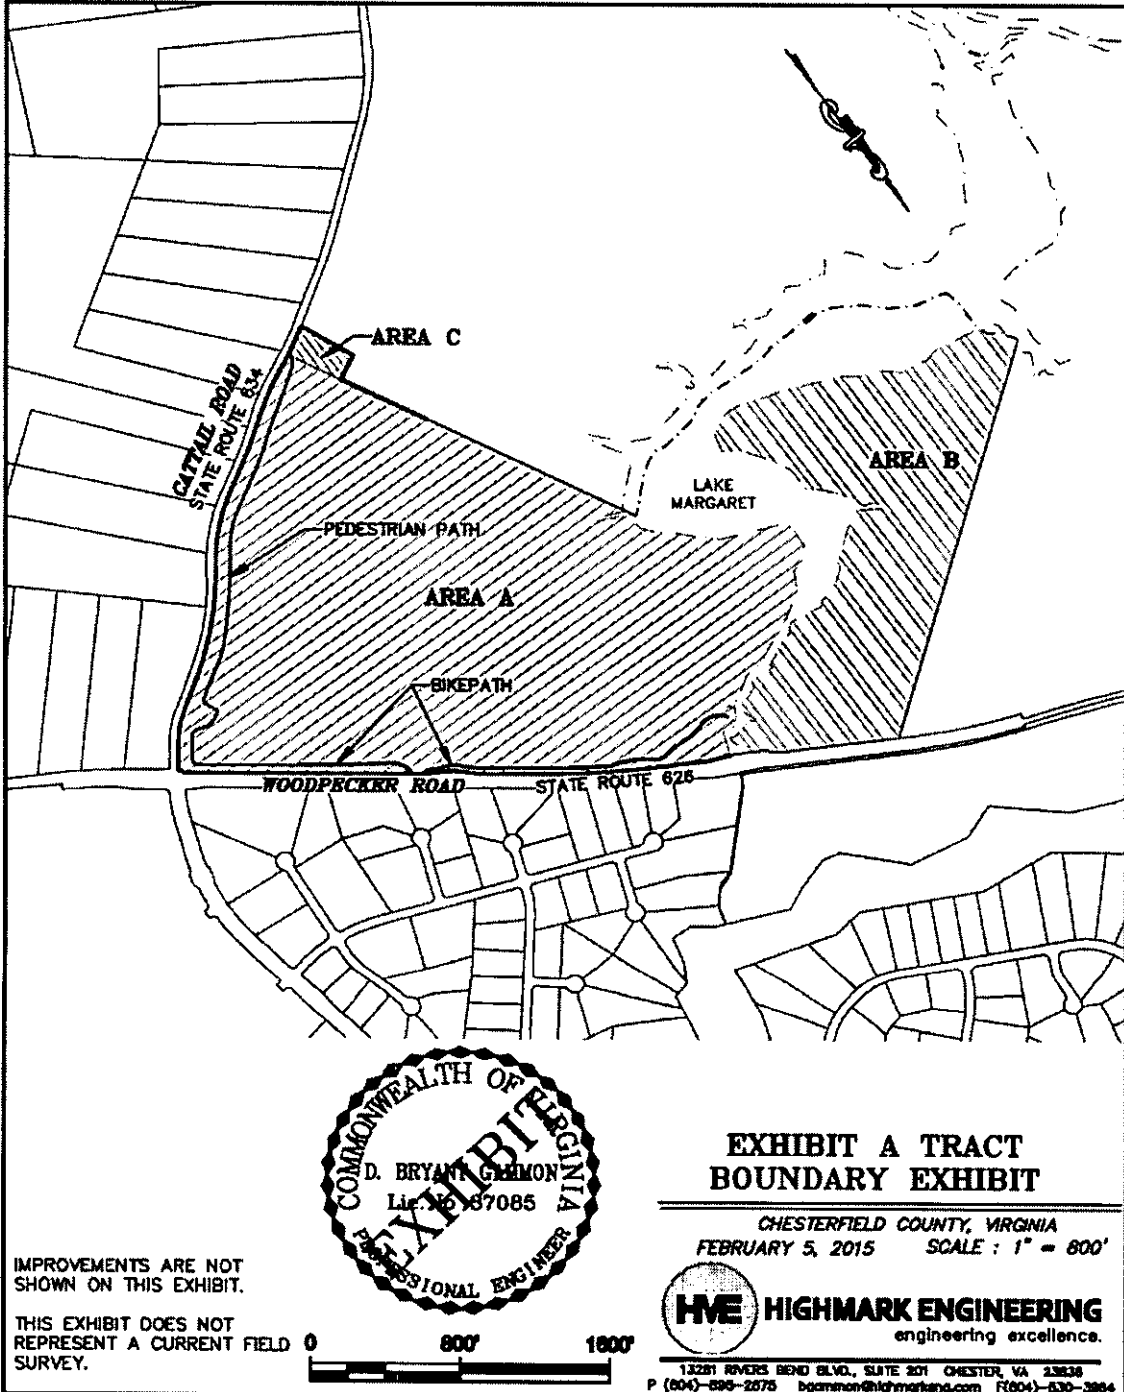 AREA C
CATTAIL ROAD
STATE ROUTE 634
AREA B
LAKE
MARGARET
PEDESTRIAN PATH
AREA A
BIKEPATH
WOODPECKER ROAD
STATE ROUTE 626
COMMONWEALTH OF VIRGINIA
D. BRYANT GAMMON
Lic. No 37085
PROFESSIONAL ENGINEER
EXHIBIT
EXHIBIT A TRACT
BOUNDARY EXHIBIT
CHESTERFIELD COUNTY, VIRGINIA
FEBRUARY 5, 2015 SCALE : 1" = 800'
IMPROVEMENTS ARE NOT
SHOWN ON THIS EXHIBIT.
THIS EXHIBIT DOES NOT
REPRESENT A CURRENT FIELD
SURVEY.
0 800' 1600'
HME HIGHMARK ENGINEERING
engineering excellence.
13281 RIVERS BEND BLVD., SUITE 201 CHESTER, VA
P (804)